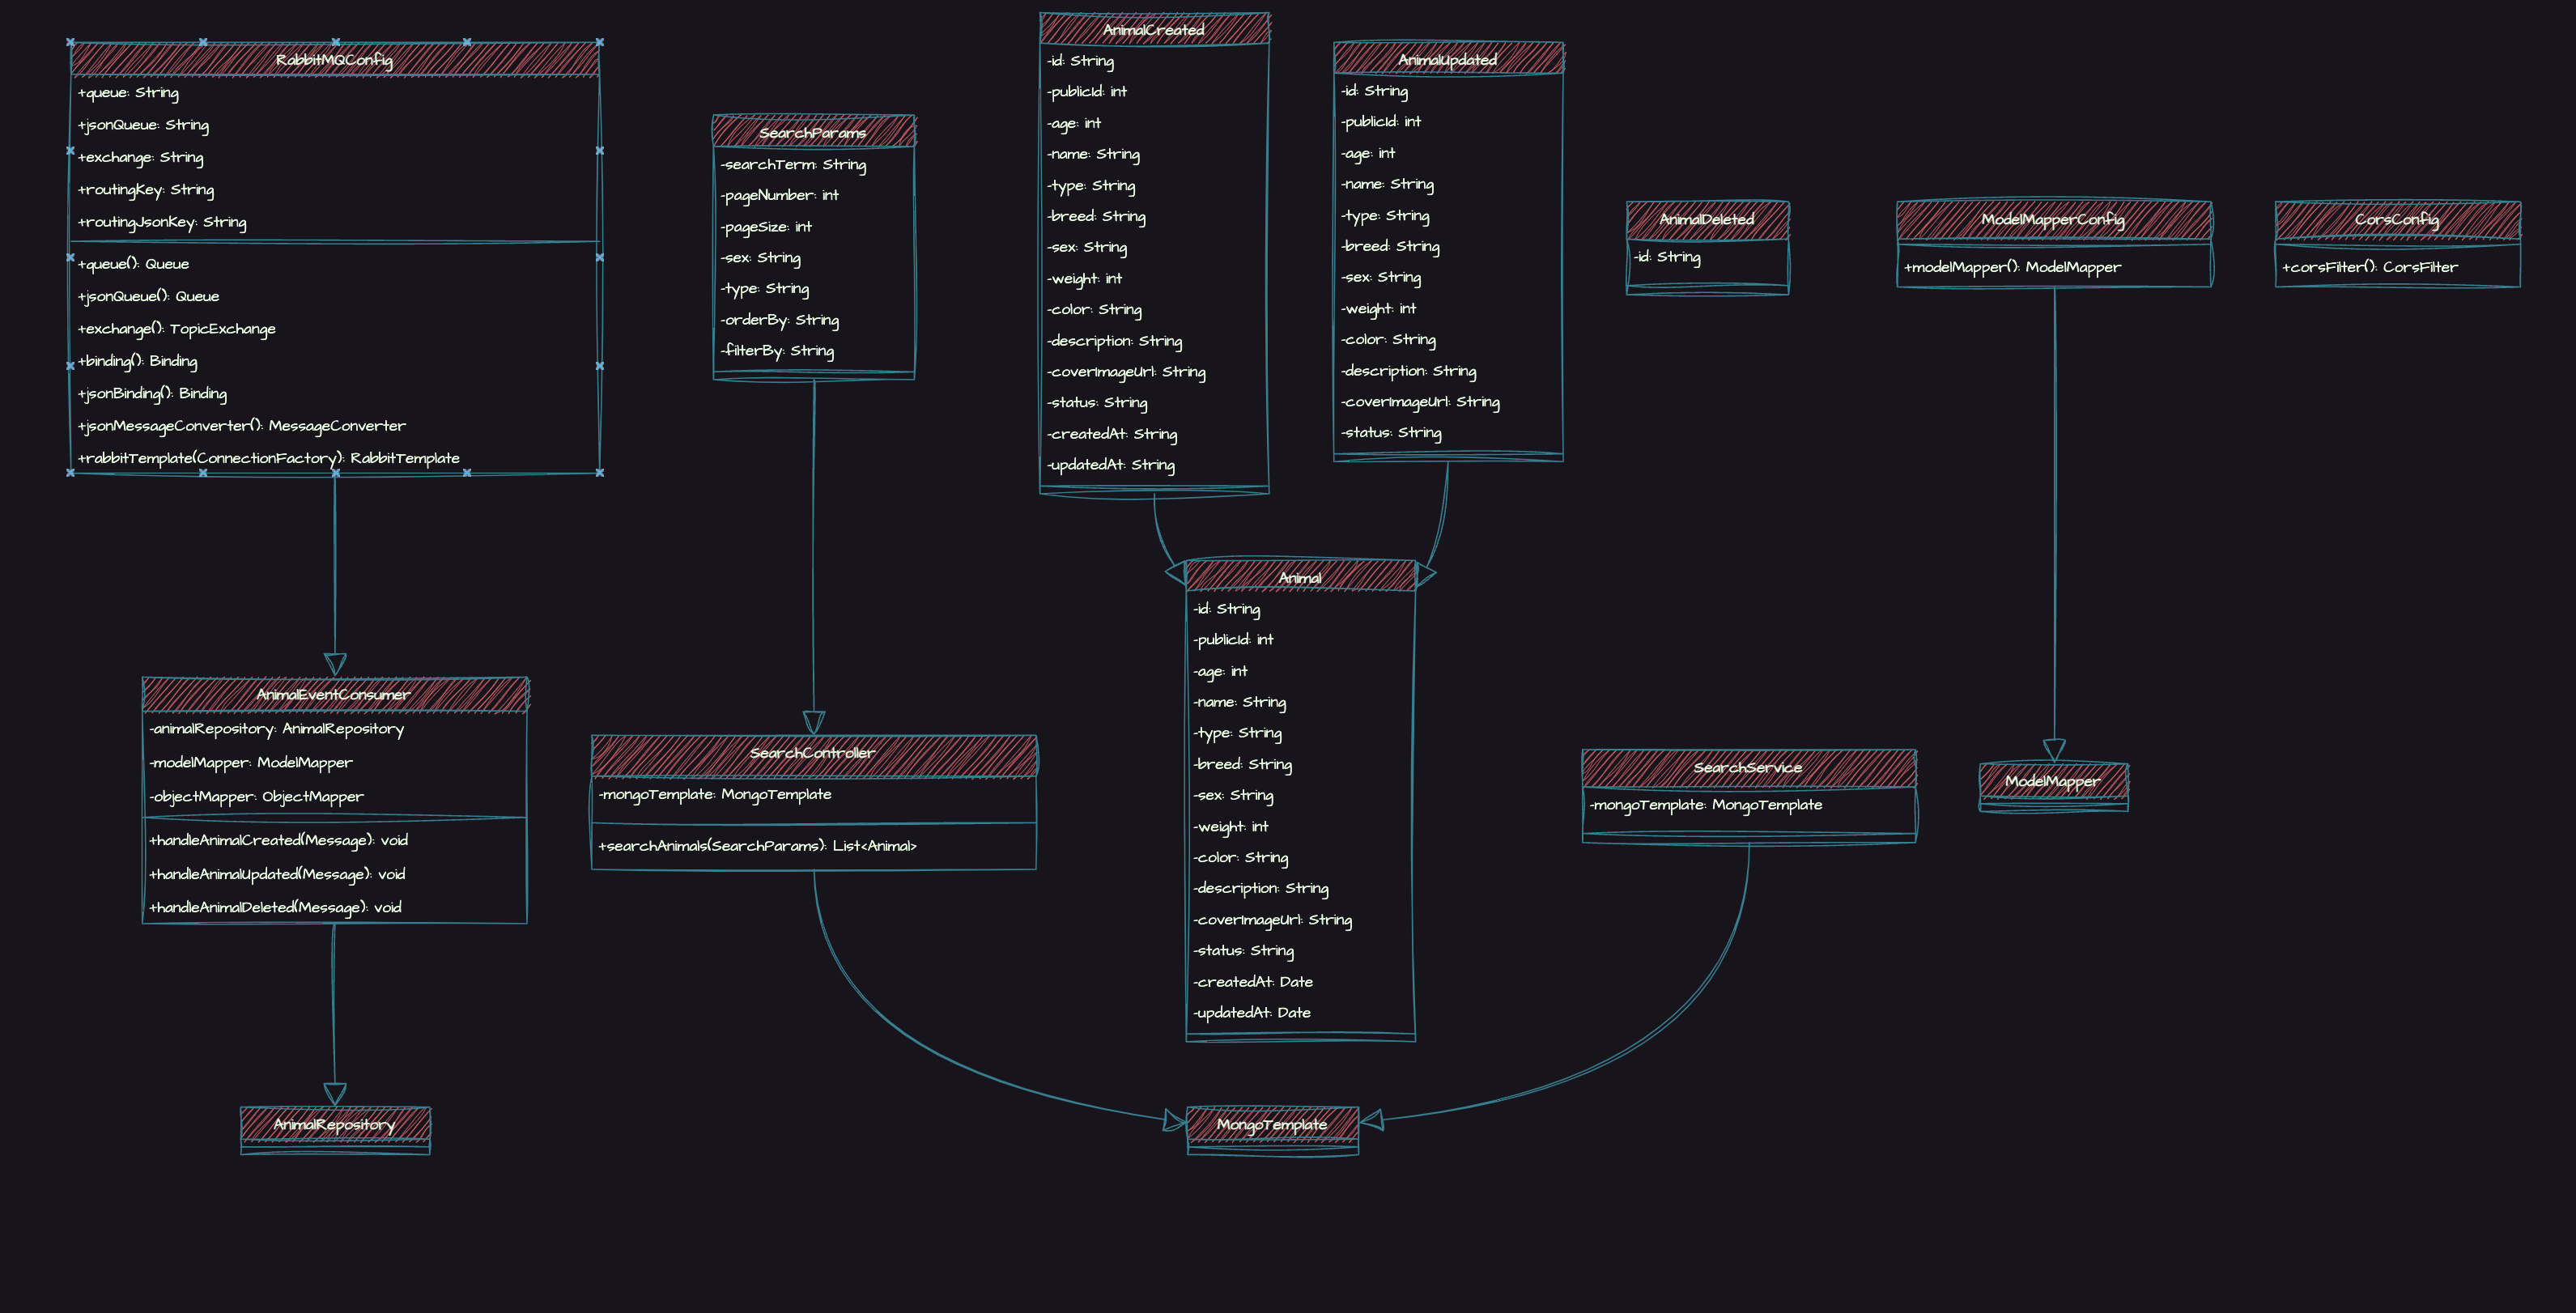 RabbitMQConfig
+queue: String
+jsonQueue: String
+exchange: String
+routingKey: String
+routingJsonKey: String
+queue(): Queue
+jsonQueue(): Queue
+exchange(): TopicExchange
+binding(): Binding
+jsonBinding(): Binding
+jsonMessageConverter(): MessageConverter
+rabbitTemplate(ConnectionFactory): RabbitTemplate
SearchParams
-searchTerm: String
-pageNumber: int
-pageSize: int
-sex: String
-type: String
-orderBy: String
-filterBy: String
AnimalCreated
-id: String
-publicId: int
-age: int
-name: String
-type: String
-breed: String
-sex: String
-weight: int
-color: String
-description: String
-coverImageUrl: String
-status: String
-createdAt: String
-updatedAt: String
AnimalUpdated
-id: String
-publicId: int
-age: int
-name: String
-type: String
-breed: String
-sex: String
-weight: int
-color: String
-description: String
-coverImageUrl: String
-status: String
AnimalDeleted
-id: String
ModelMapperConfig
+modelMapper(): ModelMapper
CorsConfig
+corsFilter(): CorsFilter
AnimalEventConsumer
-animalRepository: AnimalRepository
-modelMapper: ModelMapper
-objectMapper: ObjectMapper
+handleAnimalCreated(Message): void
+handleAnimalUpdated(Message): void
+handleAnimalDeleted(Message): void
SearchController
-mongoTemplate: MongoTemplate
+searchAnimals(SearchParams): List<Animal>
Animal
-id: String
-publicId: int
-age: int
-name: String
-type: String
-breed: String
-sex: String
-weight: int
-color: String
-description: String
-coverImageUrl: String
-status: String
-createdAt: Date
-updatedAt: Date
SearchService
-mongoTemplate: MongoTemplate
ModelMapper
AnimalRepository
MongoTemplate